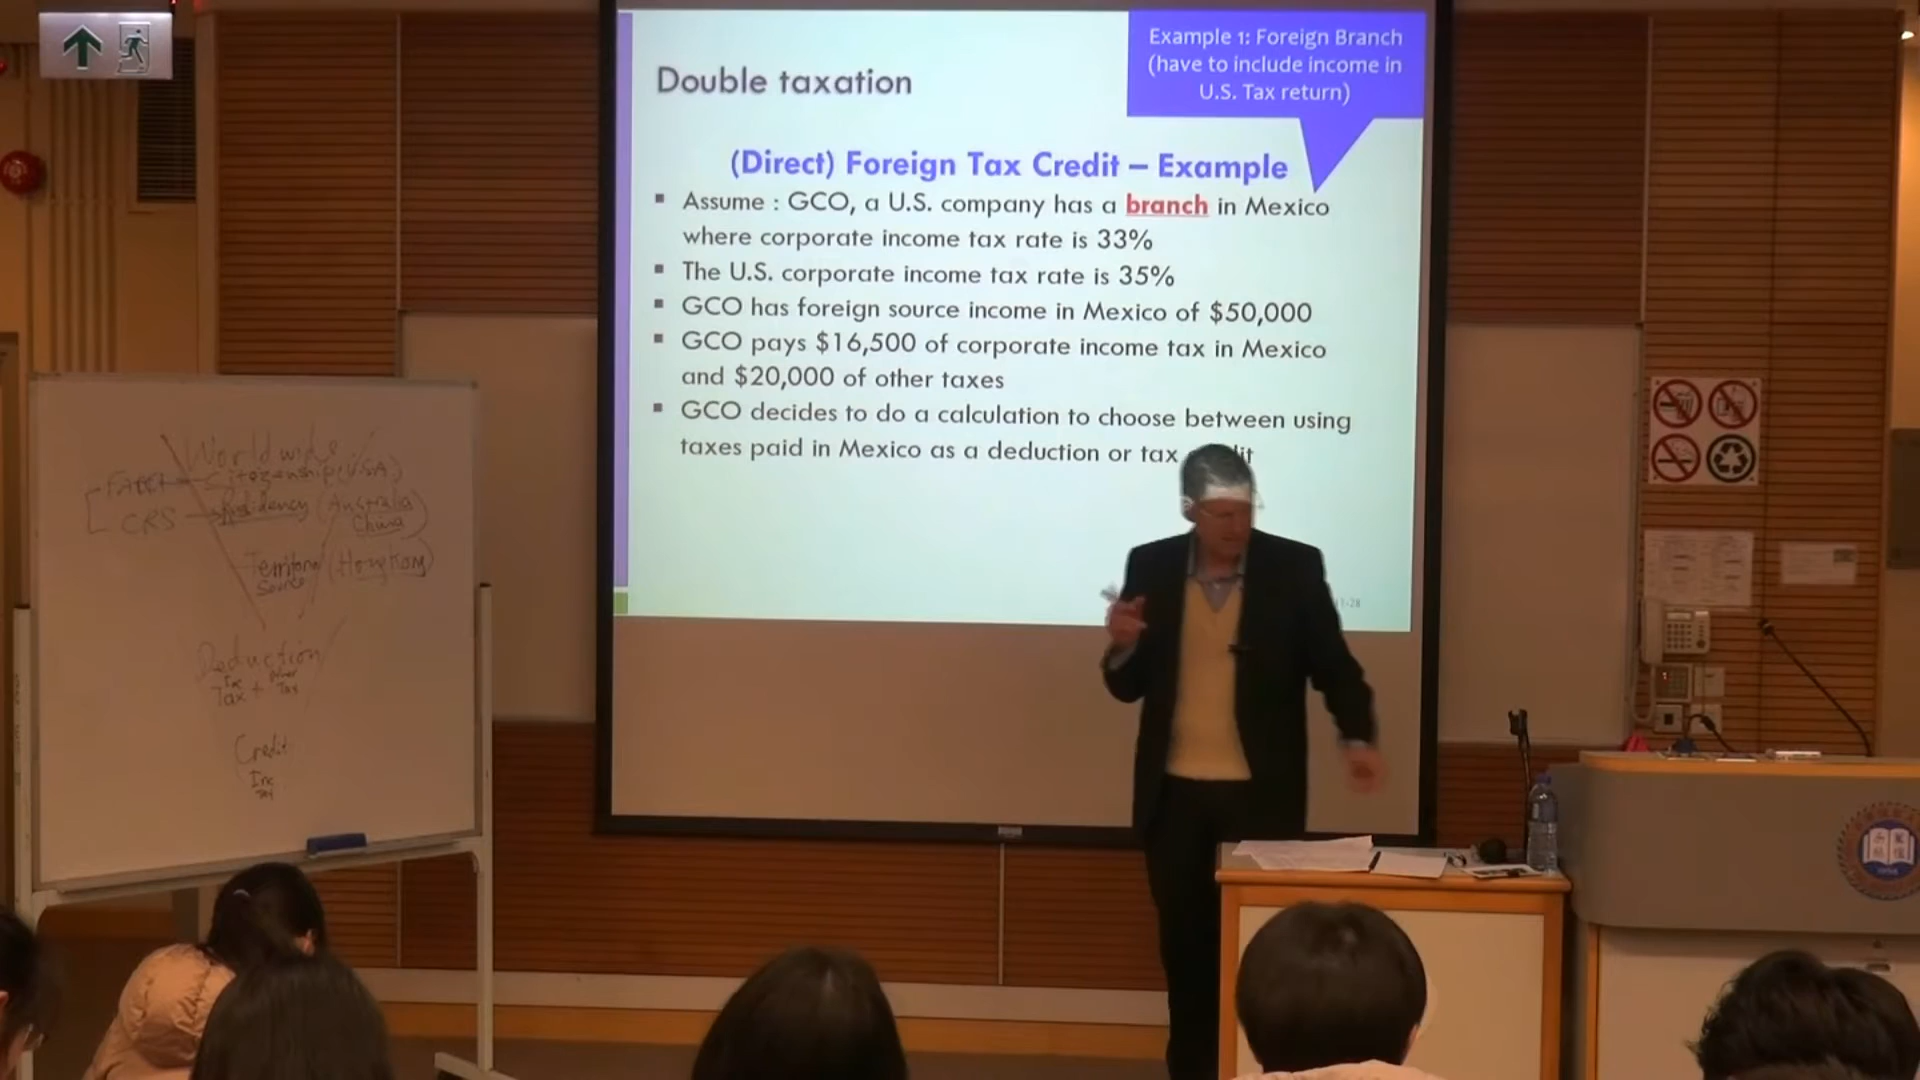 Example 1: Foreign Branch
(have to include income in
U.S. Tax return)
Double taxation
(Direct) Foreign Tax Credit – Example
▪ Assume : GCO, a U.S. company has a branch in Mexico
where corporate income tax rate is 33%
▪ The U.S. corporate income tax rate is 35%
▪ GCO has foreign source income in Mexico of $50,000
▪ GCO pays $16,500 of corporate income tax in Mexico
and $20,000 of other taxes
▪ GCO decides to do a calculation to choose between using
taxes paid in Mexico as a deduction or tax
Worldwide
FATCA Citezenship (USA)
CRS Residency (Australia
China)
Territorial (Hong Kong)
Source
Deduction
Inc other
Tax + Tax
Credit
Inc
Tax